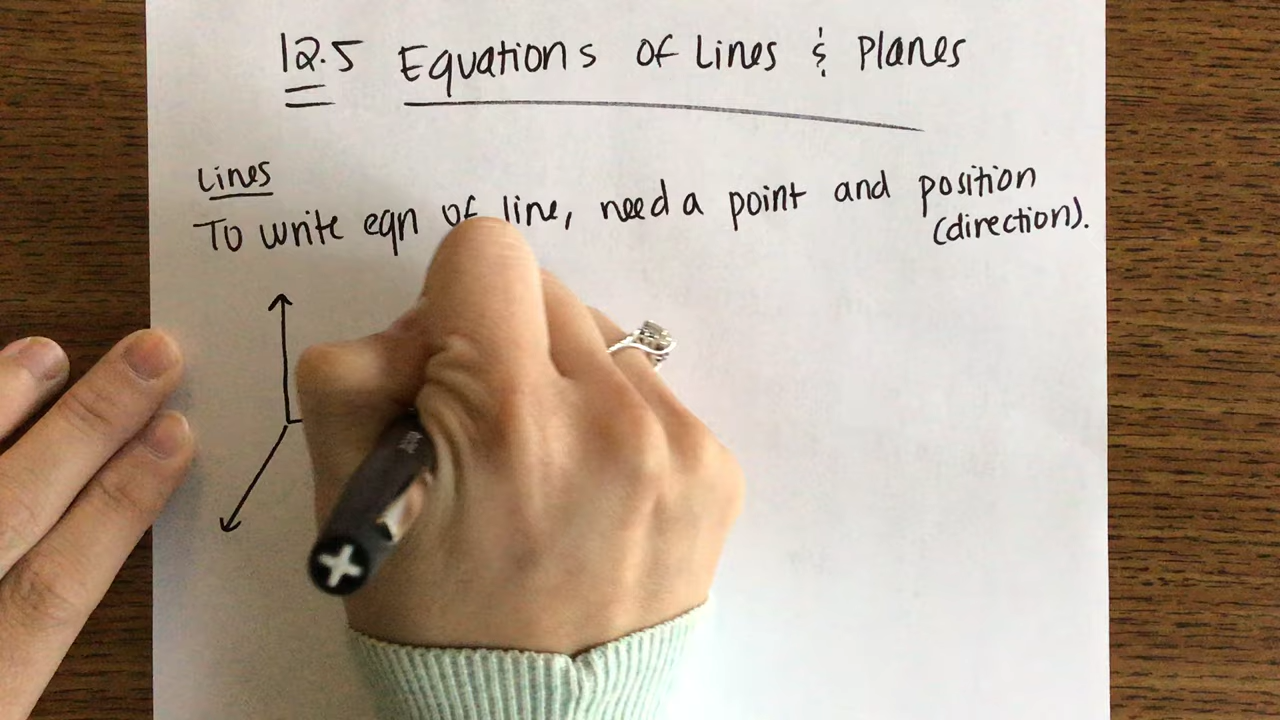 12.5 Equations of Lines & Planes
Lines
To write eqn of line, need a point and position
(direction).